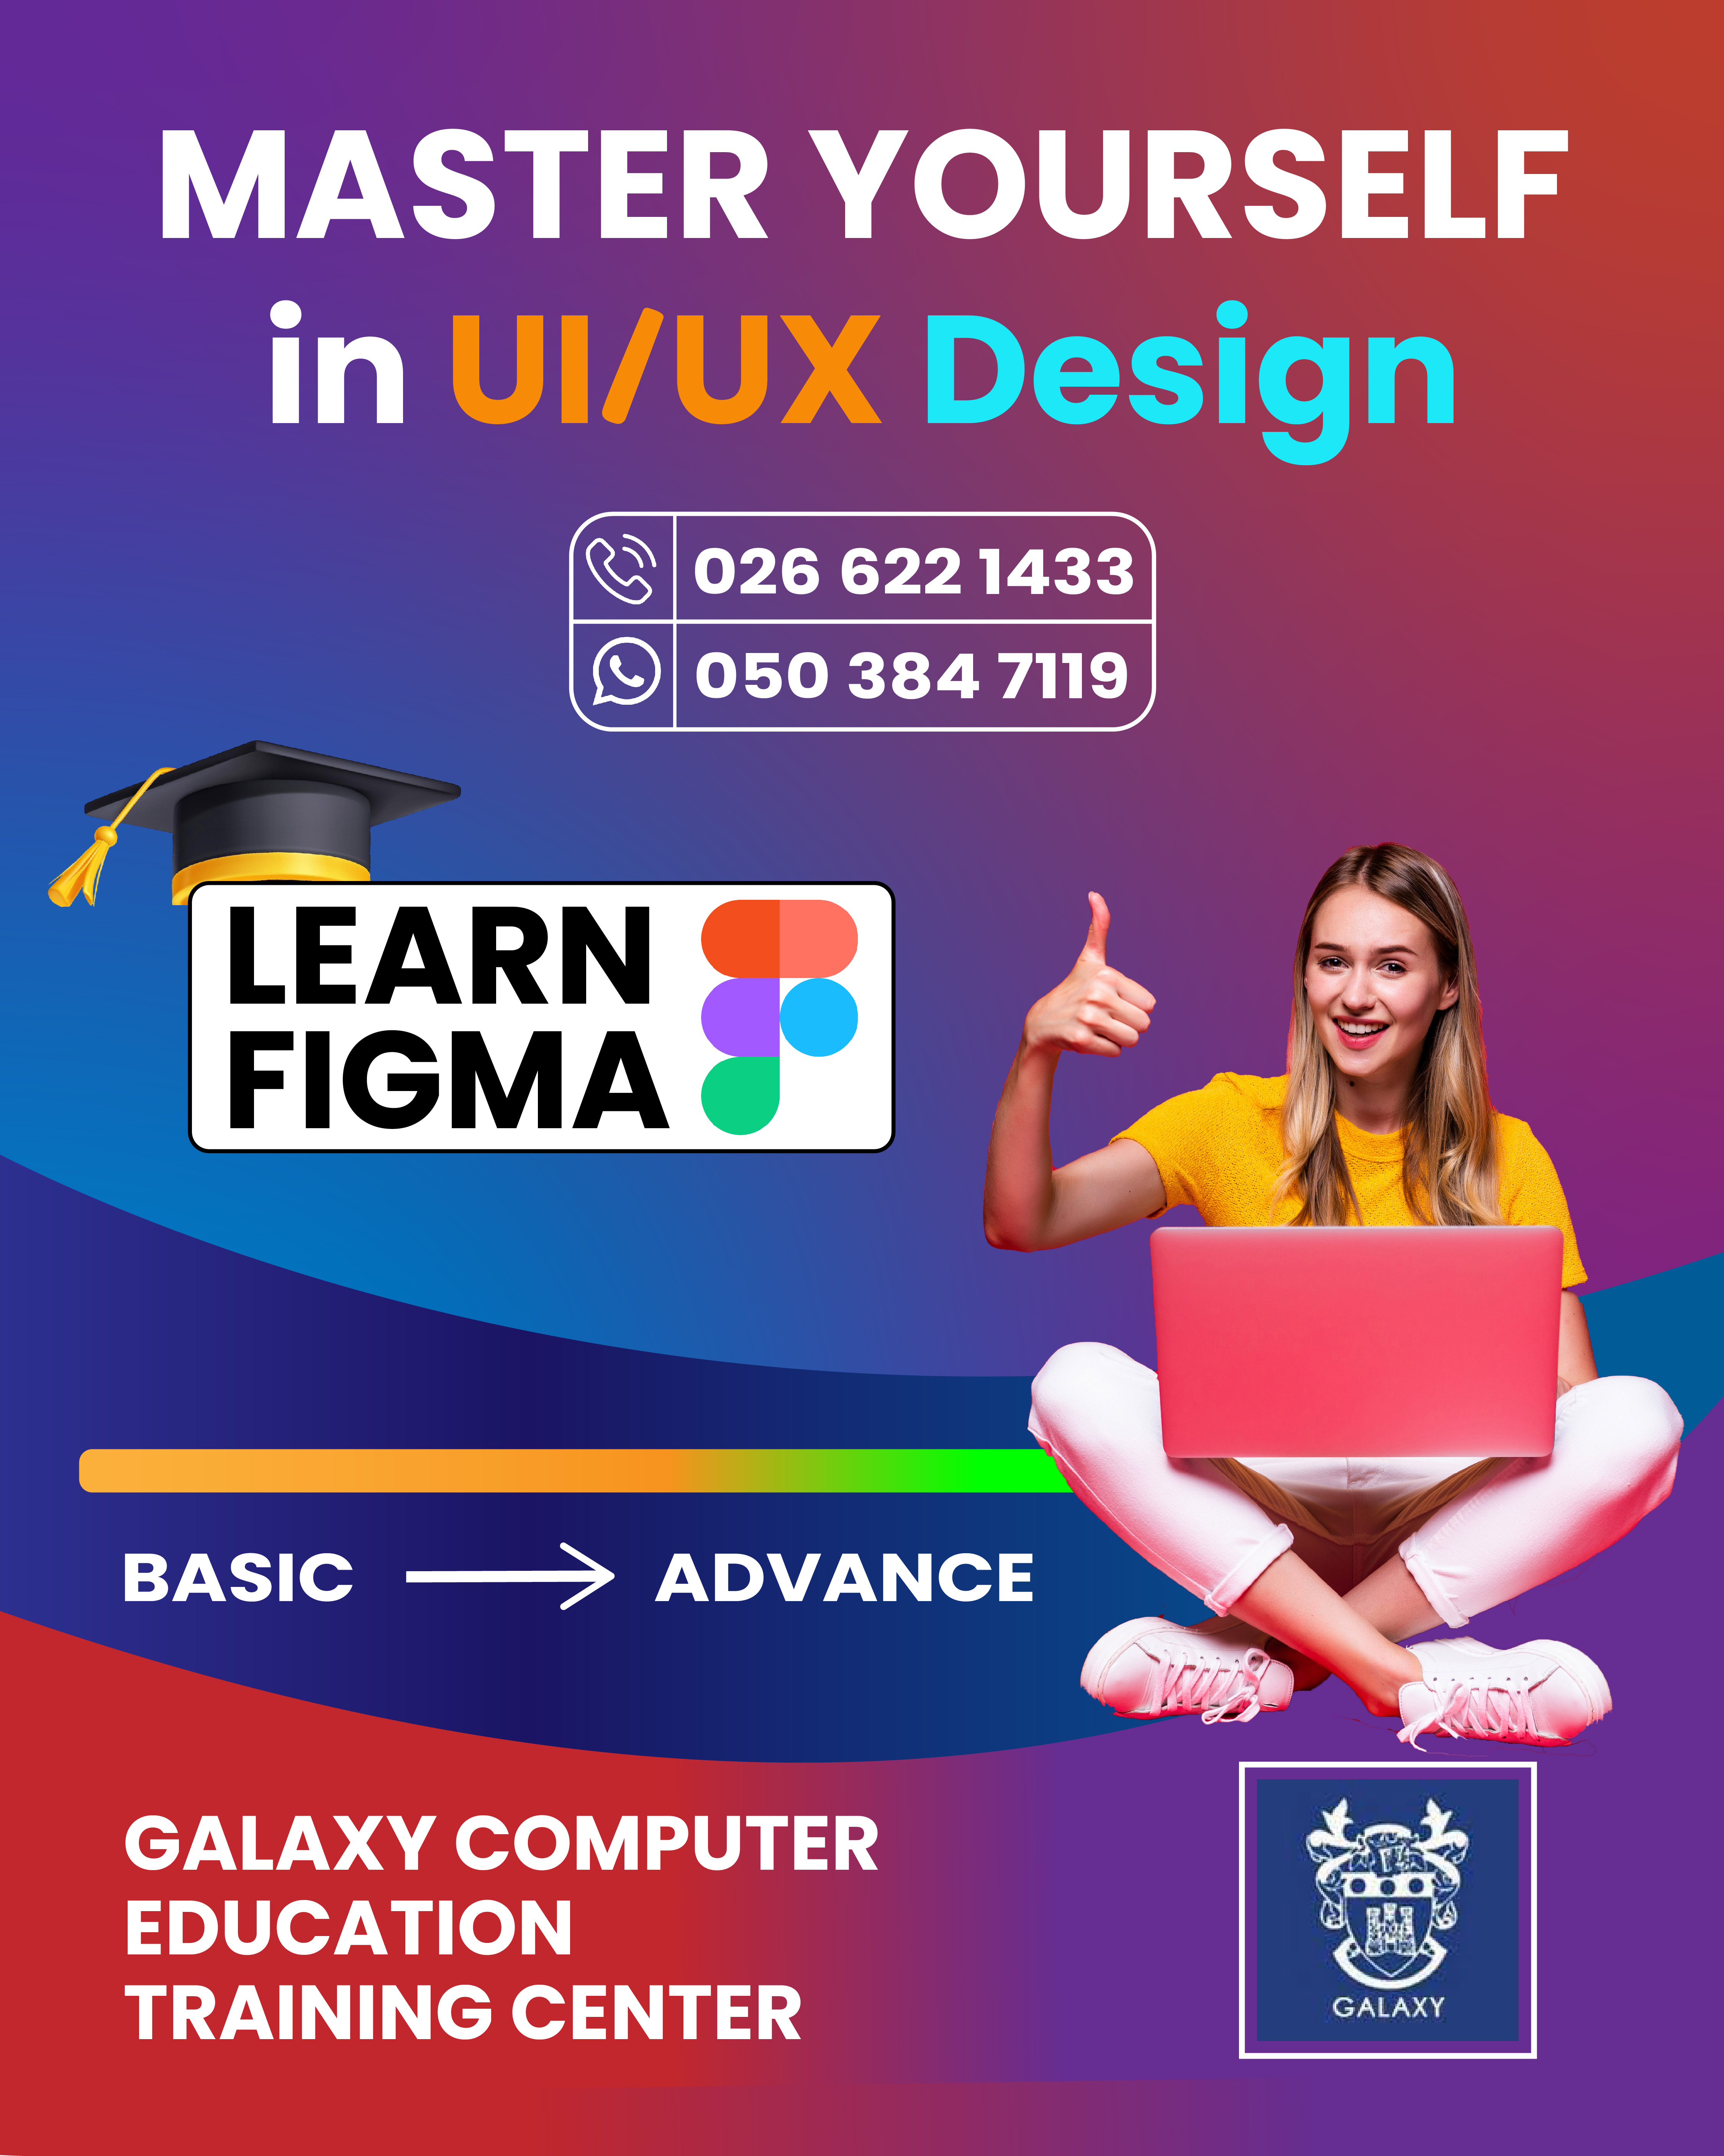 MASTER YOURSELF
in UI/UX Design
026 622 1433
050 384 7119
LEARN
FIGMA
BASIC
ADVANCE
GALAXY COMPUTER
EDUCATION
TRAINING CENTER
GALAXY